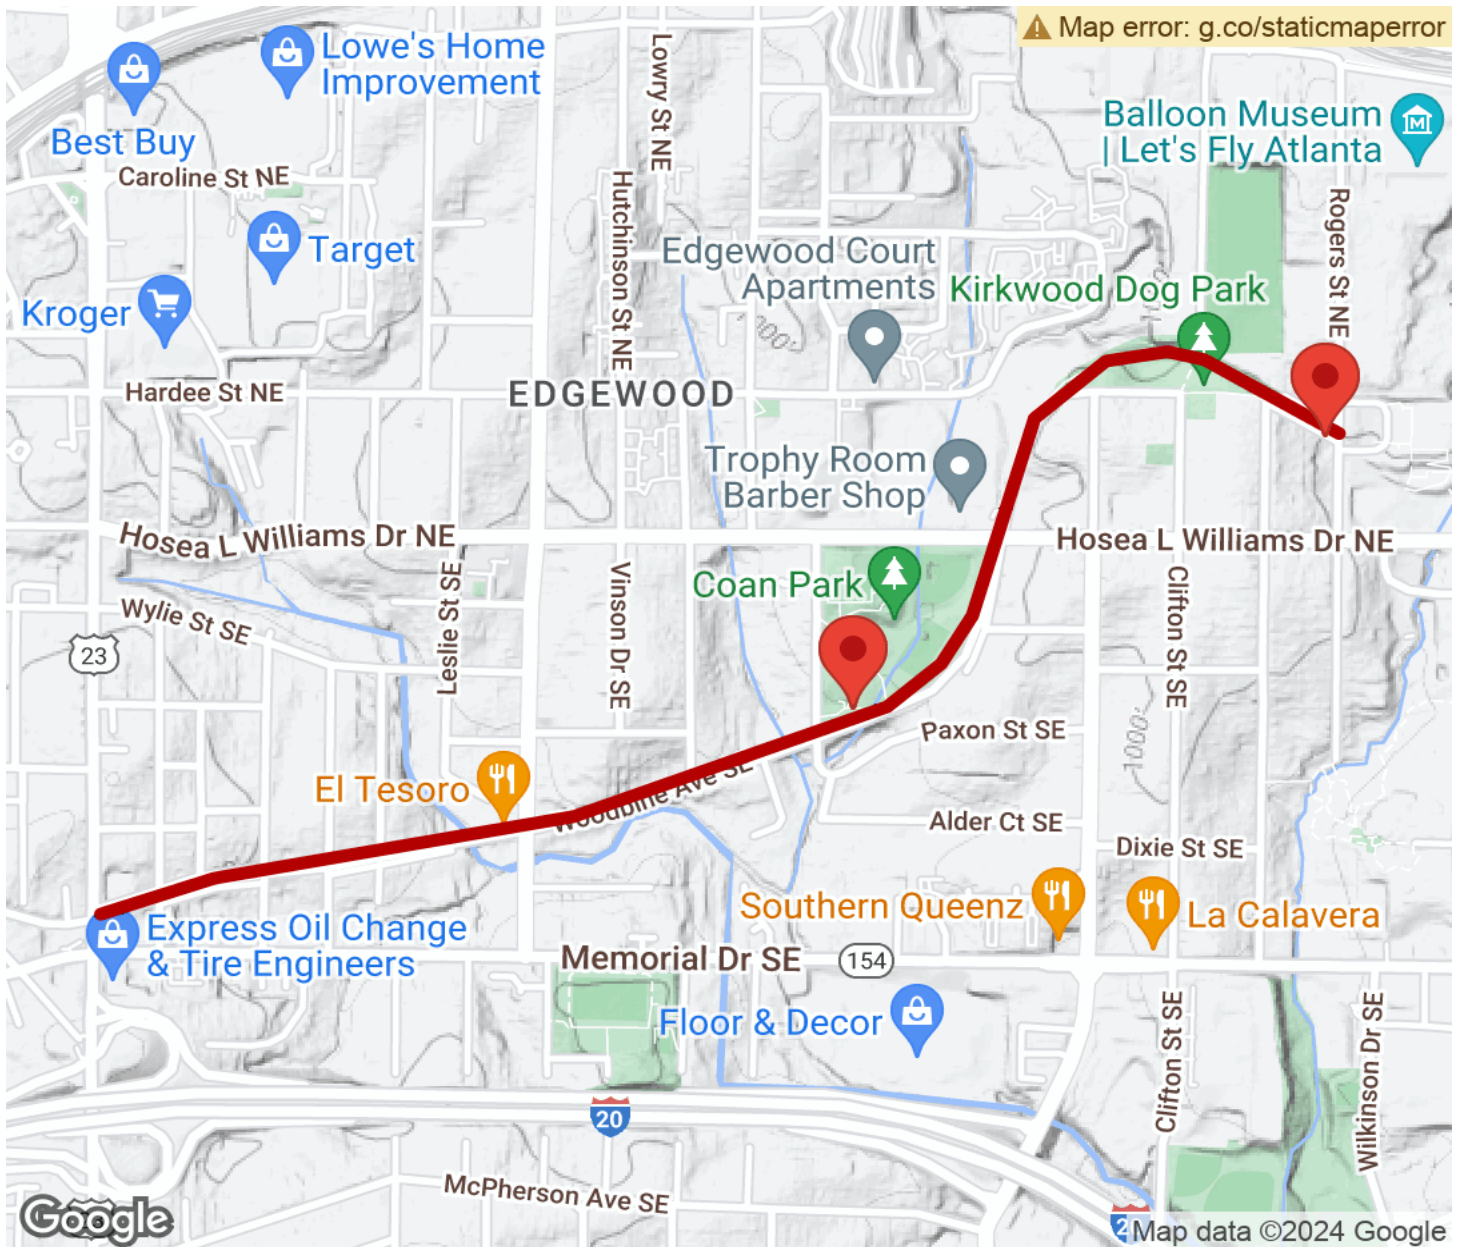 Map error: g.co/staticmaperror
Lowe's Home
Improvement
Best Buy
Caroline St NE
Lowry St NE
Hutchinson St NE
Balloon Museum
| Let's Fly Atlanta
Rogers St NE
Target
Kroger
Edgewood Court
Apartments
Kirkwood Dog Park
1000'
Hardee St NE
EDGEWOOD
Trophy Room
Barber Shop
Hosea L Williams Dr NE
Hosea L Williams Dr NE
Coan Park
Wylie St SE
Leslie St SE
Vinson Dr SE
Clifton St SE
23
Paxon St SE
1000'
El Tesoro
Woodbine Ave SE
Alder Ct SE
Dixie St SE
Southern Queenz
La Calavera
Express Oil Change
& Tire Engineers
Memorial Dr SE
154
Floor & Decor
Clifton St SE
Wilkinson Dr SE
20
McPherson Ave SE
Google
Map data ©2024 Google